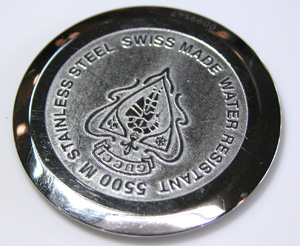 5500 M STAINLESS STEEL SWISS MADE WATER RESISTANT
GUCCI